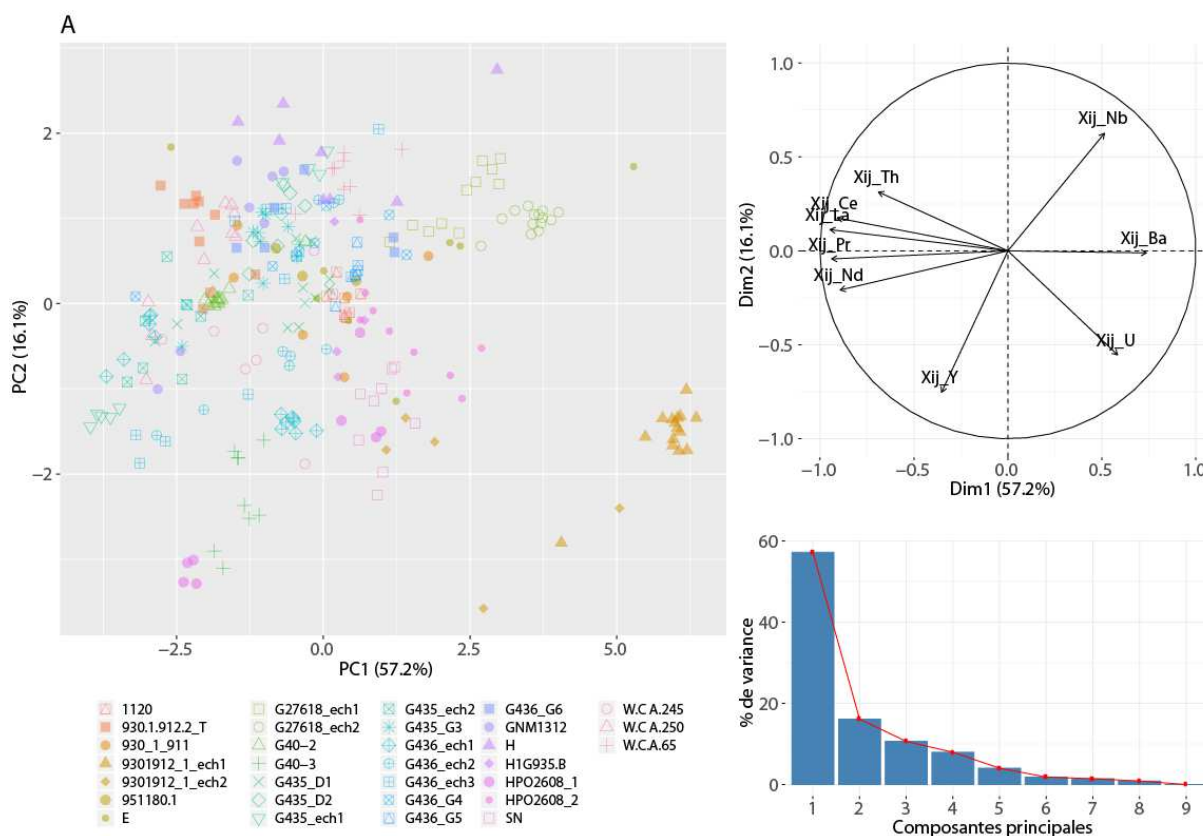 A
2
0
−2
PC2 (16.1%)
−2.5
0.0
2.5
5.0
PC1 (57.2%)
1120
930.1.912.2_T
930_1_911
9301912_1_ech1
9301912_1_ech2
951180.1
E
G27618_ech1
G27618_ech2
G40−2
G40−3
G435_D1
G435_D2
G435_ech1
G435_ech2
G435_G3
G436_ech1
G436_ech2
G436_ech3
G436_G4
G436_G5
G436_G6
GNM1312
H
H1G935.B
HPO2608_1
HPO2608_2
SN
W.C A.245
W.C A.250
W.C.A.65
1.0
0.5
0.0
−0.5
−1.0
Dim2 (16.1%)
Xij_Nb
Xij_Th
Xij_Ce
Xij_La
Xij_Pr
Xij_Nd
Xij_Ba
Xij_U
Xij_Y
−1.0
−0.5
0.0
0.5
1.0
Dim1 (57.2%)
60
40
20
0
% de variance
1
2
3
4
5
6
7
8
9
Composantes principales